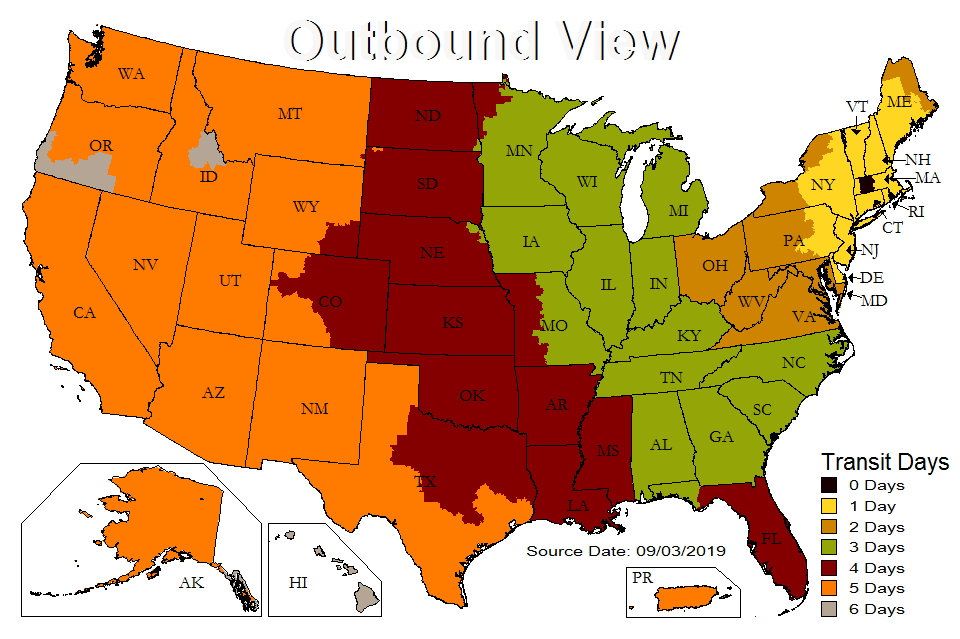 Outbound View
WA
MT
ND
VT
ME
OR
MN
NH
ID
SD
WI
NY
MA
WY
MI
RI
IA
CT
NE
PA
NJ
NV
UT
OH
DE
CO
IL
IN
WV
MD
CA
KS
MO
KY
VA
AZ
NM
OK
TN
NC
AR
SC
MS
AL
GA
TX
LA
FL
Transit Days
0 Days
1 Day
2 Days
3 Days
4 Days
5 Days
6 Days
Source Date: 09/03/2019
AK
HI
PR